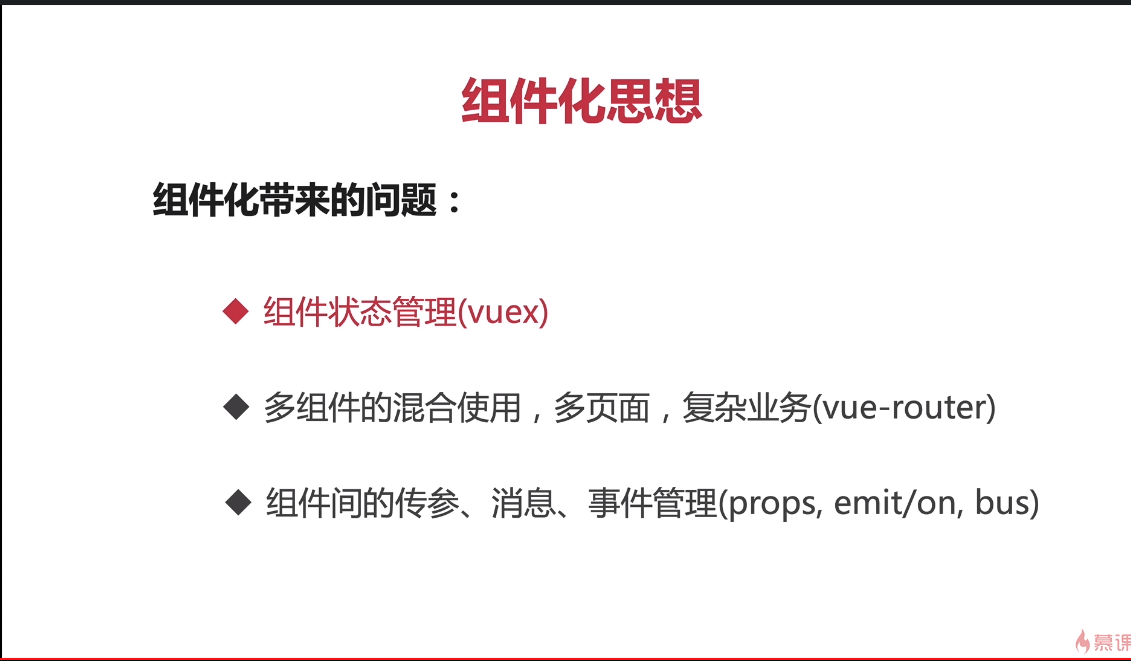 组件化思想
组件化带来的问题：
组件状态管理(vuex)
多组件的混合使用，多页面，复杂业务(vue-router)
组件间的传参、消息、事件管理(props, emit/on, bus)
慕课